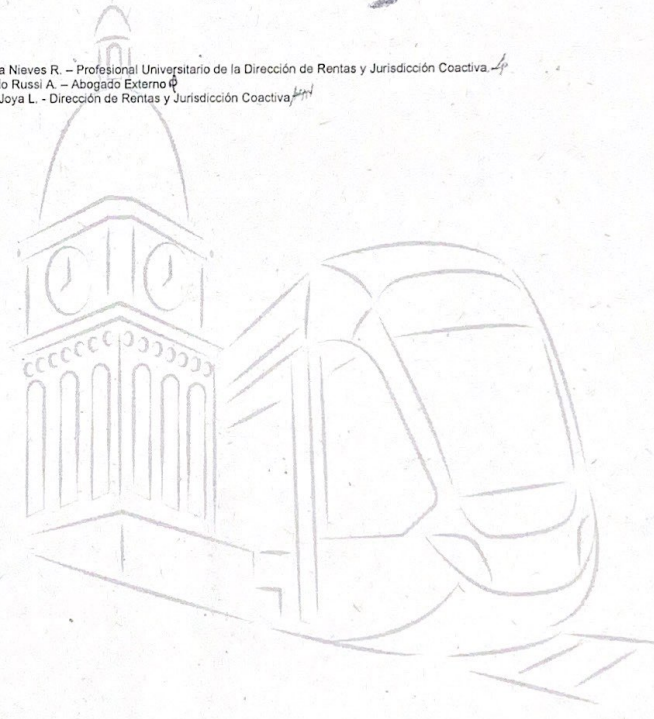 a Nieves R. – Profesional Universitario de la Dirección de Rentas y Jurisdicción Coactiva.
o Russi A. – Abogado Externo
Joya L. - Dirección de Rentas y Jurisdicción Coactiva